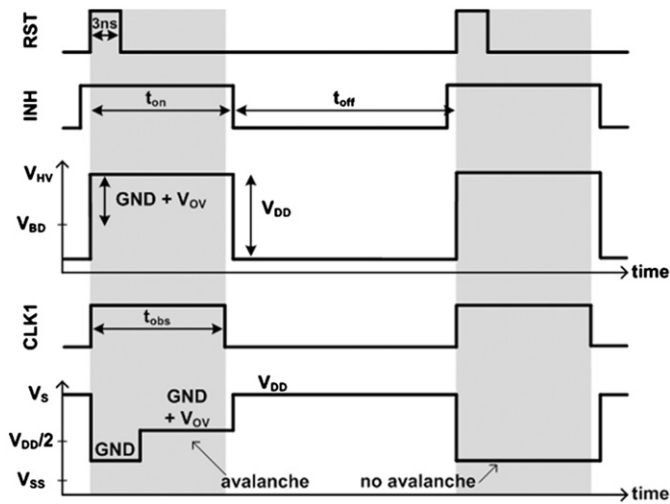 RST
3ns
INH
ton
toff
VHV
GND + VOV
VDD
VBD
time
CLK1
tobs
VS
VDD
GND
+ VOV
VDD/2
GND
avalanche
no avalanche
VSS
time